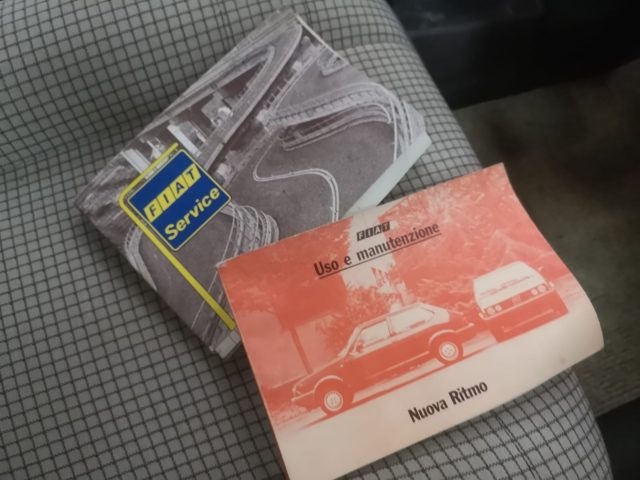 FIAT
Service
FIAT
Uso e manutenzione
Nuova Ritmo